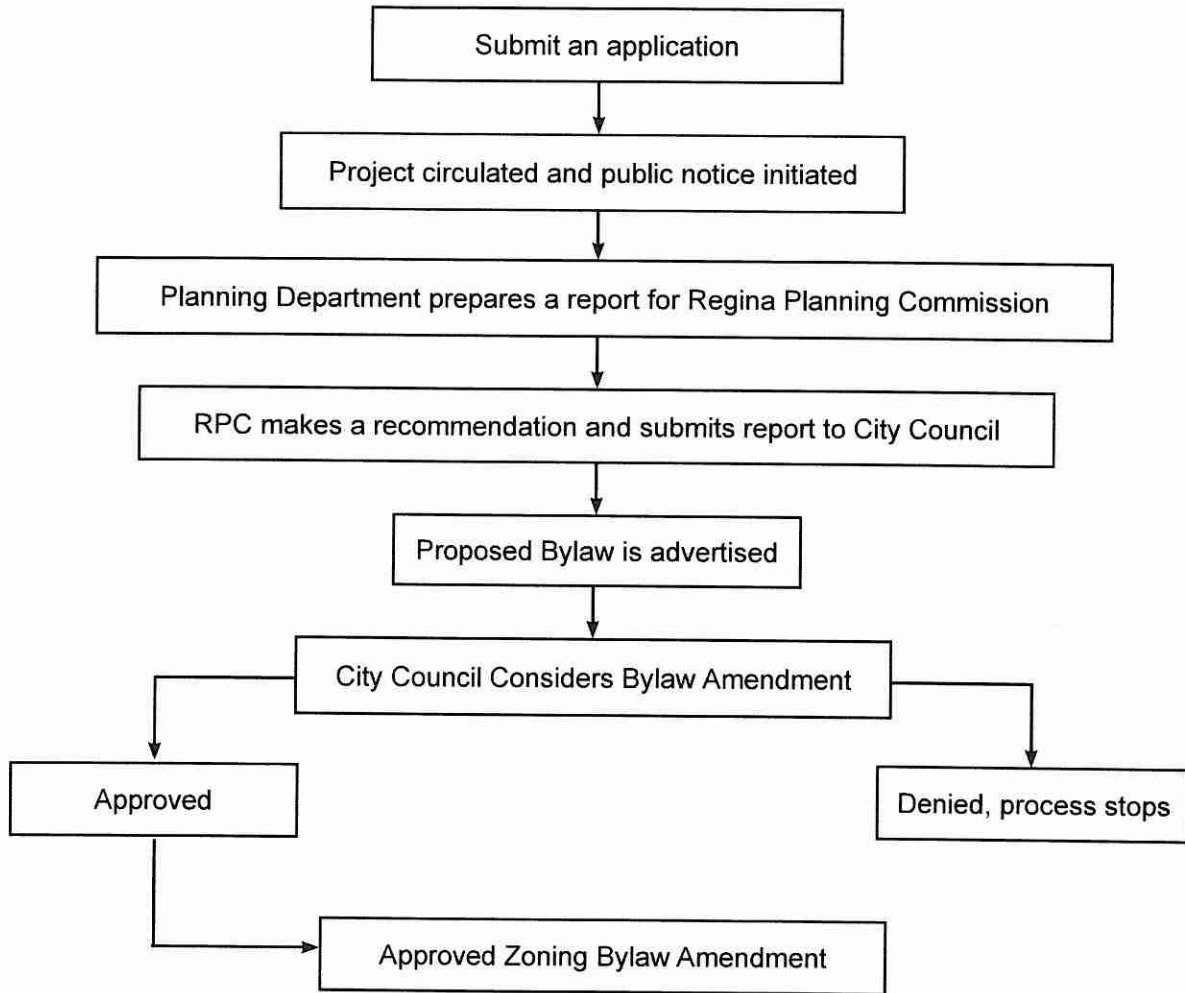 Submit an application
Project circulated and public notice initiated
Planning Department prepares a report for Regina Planning Commission
RPC makes a recommendation and submits report to City Council
Proposed Bylaw is advertised
City Council Considers Bylaw Amendment
Approved
Denied, process stops
Approved Zoning Bylaw Amendment